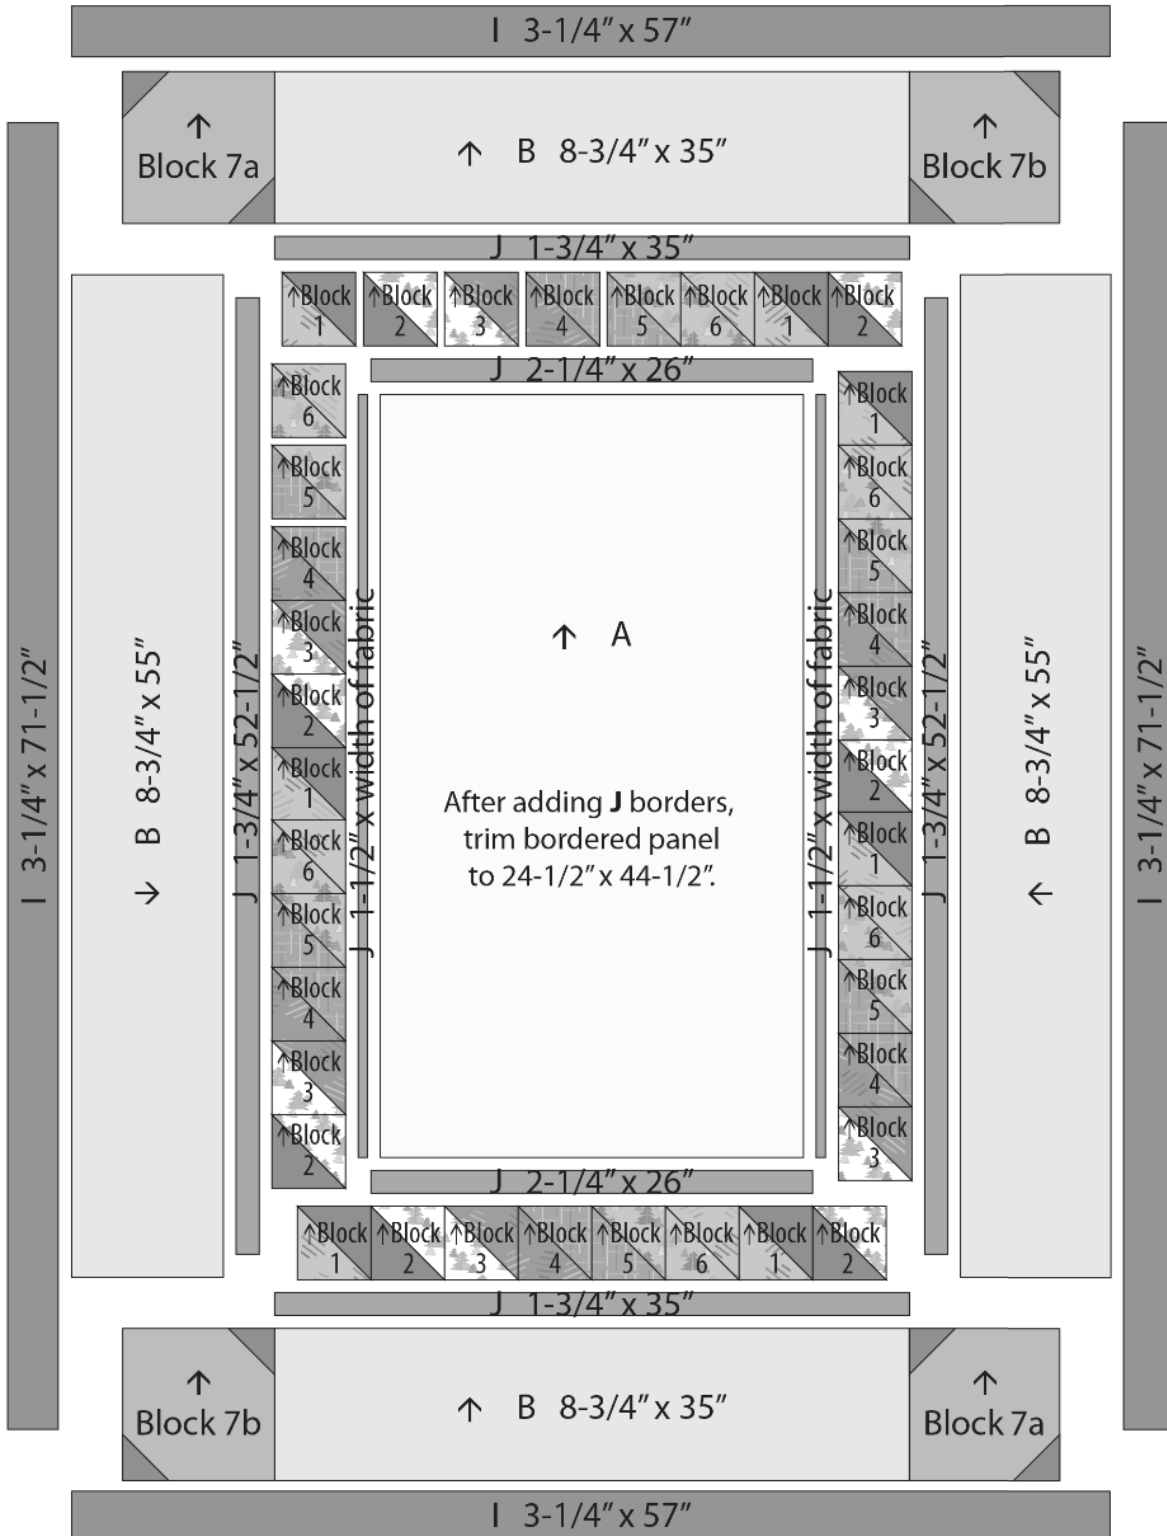 I 3-1/4” x 57”
↑
Block 7a
↑ B 8-3/4” x 35”
↑
Block 7b
J 1-3/4” x 35”
↑Block
1
↑Block
2
↑Block
3
↑Block
4
↑Block
5
↑Block
6
↑Block
1
↑Block
2
J 2-1/4” x 26”
I 3-1/4” x 71-1/2”
← B 8-3/4” x 55”
J 1-3/4” x 52-1/2”
↑Block
6
↑Block
5
↑Block
4
↑Block
3
↑Block
2
↑Block
1
↑Block
6
↑Block
5
↑Block
4
↑Block
3
↑Block
2
J 1-1/2” x width of fabric
↑ A
After adding J borders,
trim bordered panel
to 24-1/2” x 44-1/2”.
J 1-1/2” x width of fabric
↑Block
1
↑Block
6
↑Block
5
↑Block
4
↑Block
3
↑Block
2
↑Block
1
↑Block
6
↑Block
5
↑Block
4
↑Block
3
J 1-3/4” x 52-1/2”
← B 8-3/4” x 55”
I 3-1/4” x 71-1/2”
J 2-1/4” x 26”
↑Block
1
↑Block
2
↑Block
3
↑Block
4
↑Block
5
↑Block
6
↑Block
1
↑Block
2
J 1-3/4” x 35”
↑
Block 7b
↑ B 8-3/4” x 35”
↑
Block 7a
I 3-1/4” x 57”